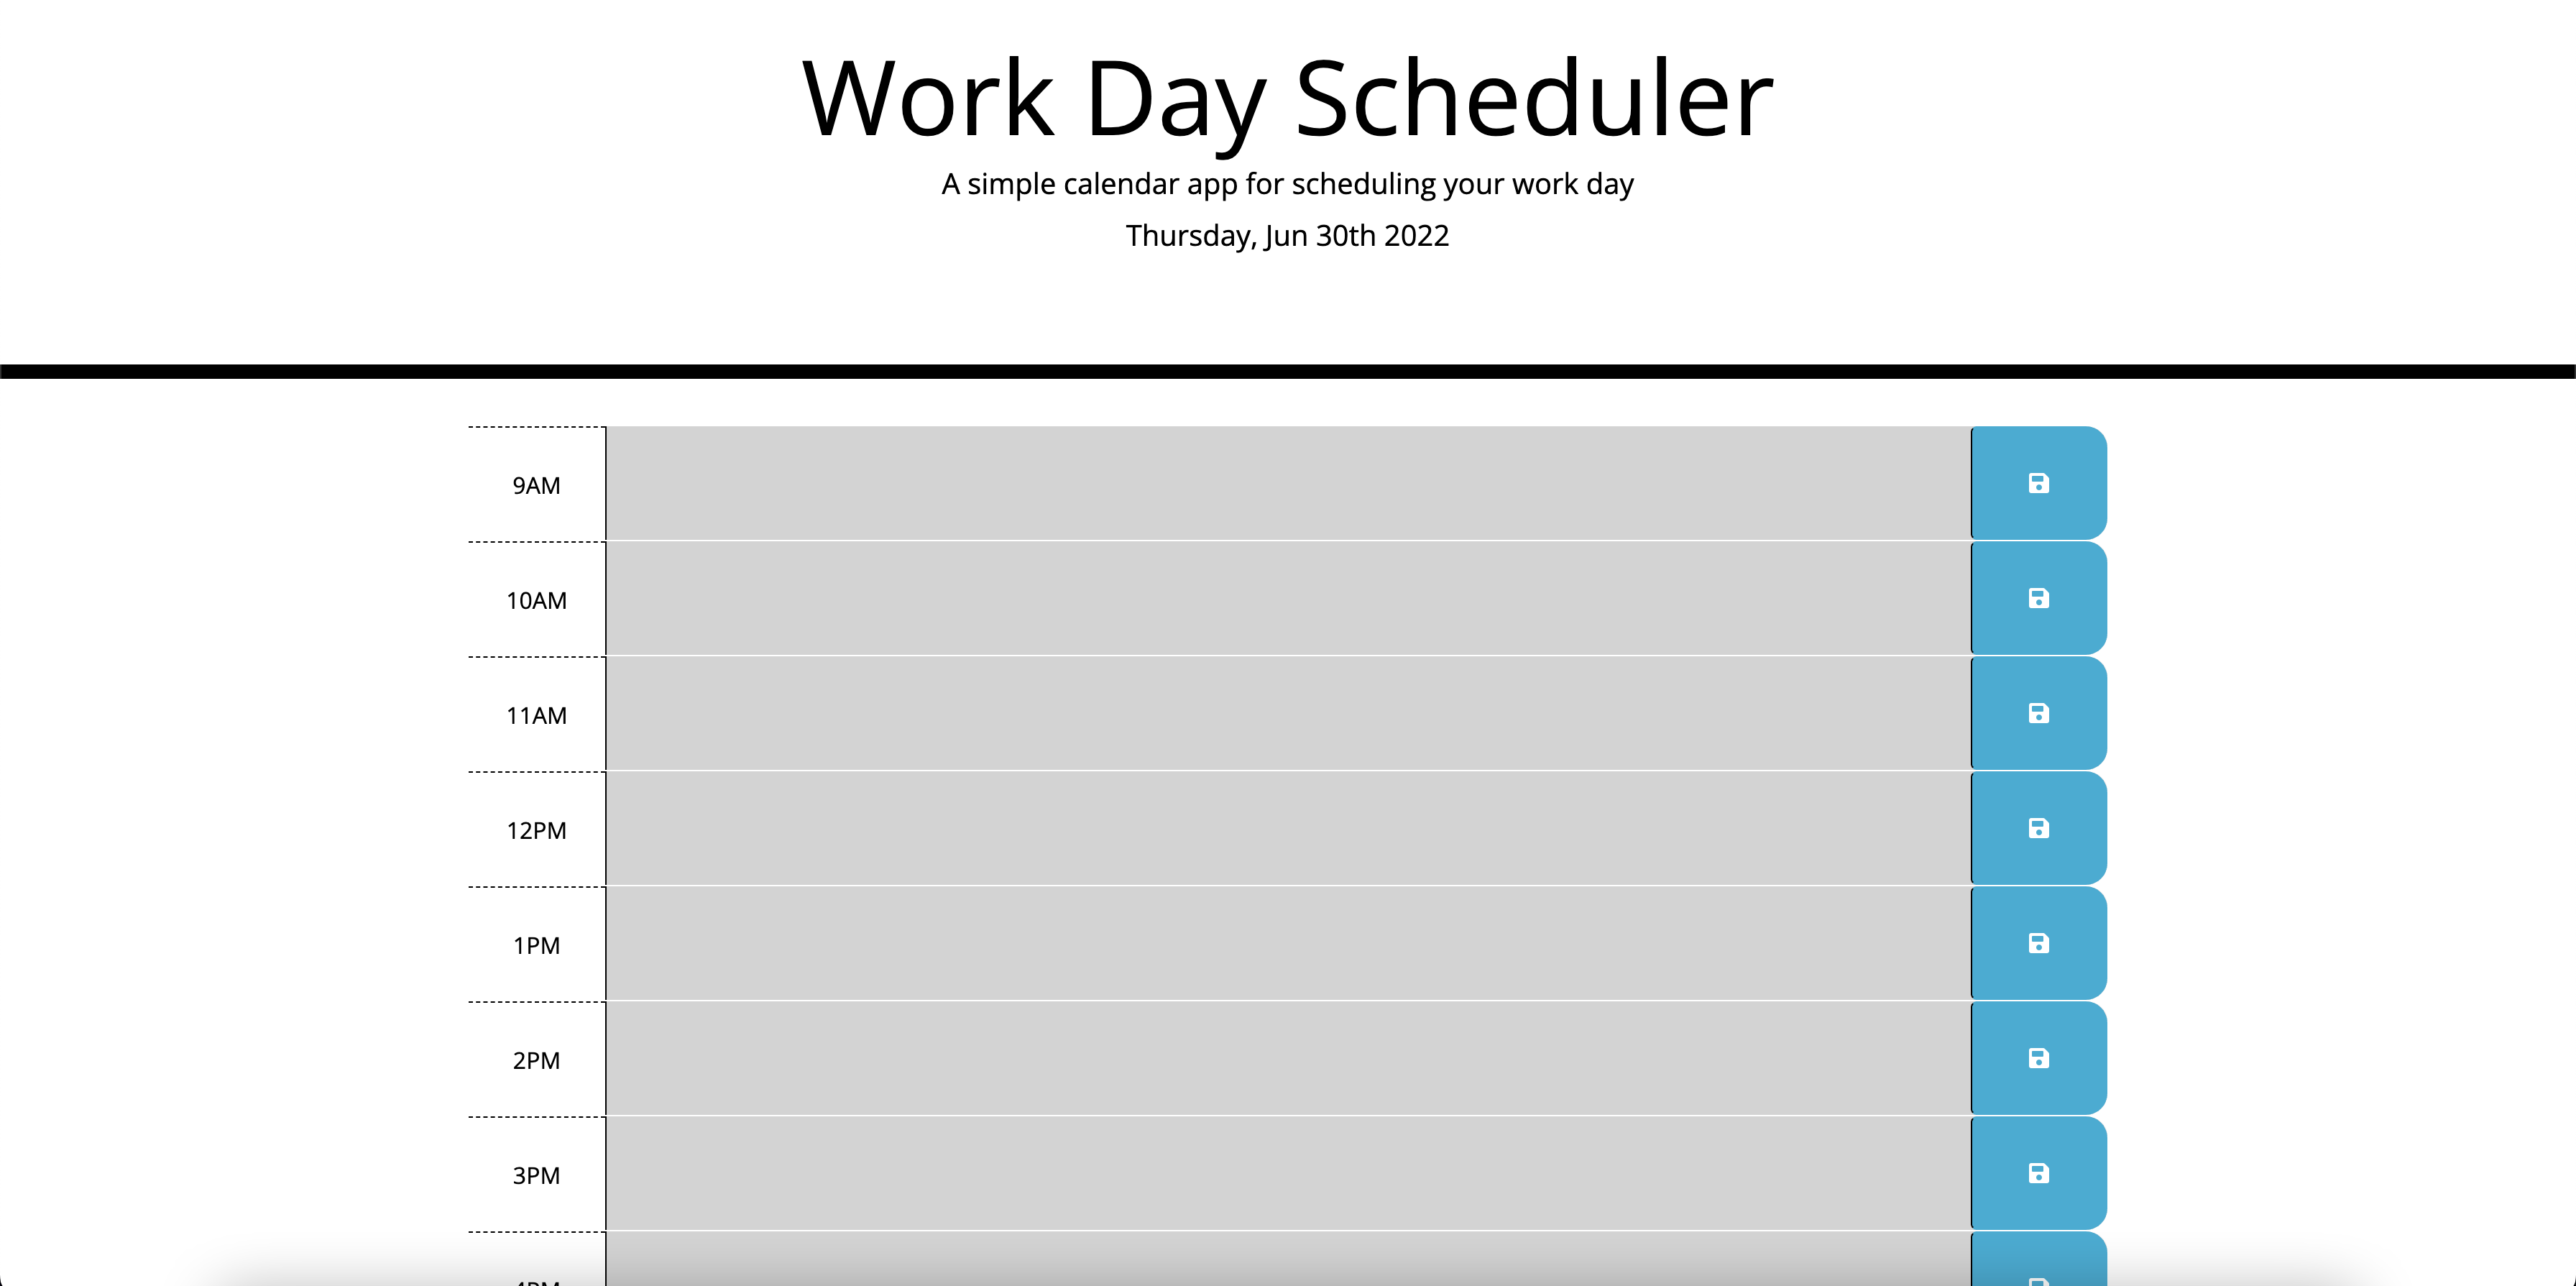 Work Day Scheduler
A simple calendar app for scheduling your work day
Thursday, Jun 30th 2022
9AM
10AM
11AM
12PM
1PM
2PM
3PM
4PM